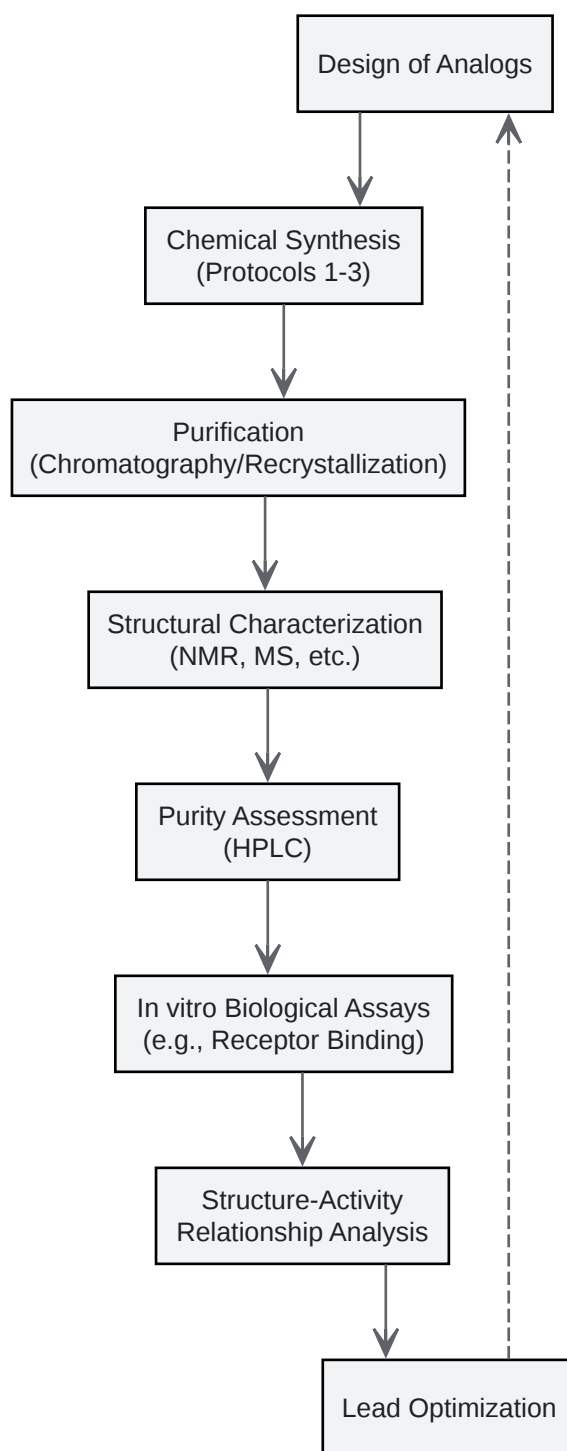 Design of Analogs
Chemical Synthesis
(Protocols 1-3)
Purification
(Chromatography/Recrystallization)
Structural Characterization
(NMR, MS, etc.)
Purity Assessment
(HPLC)
In vitro Biological Assays
(e.g., Receptor Binding)
Structure-Activity
Relationship Analysis
Lead Optimization